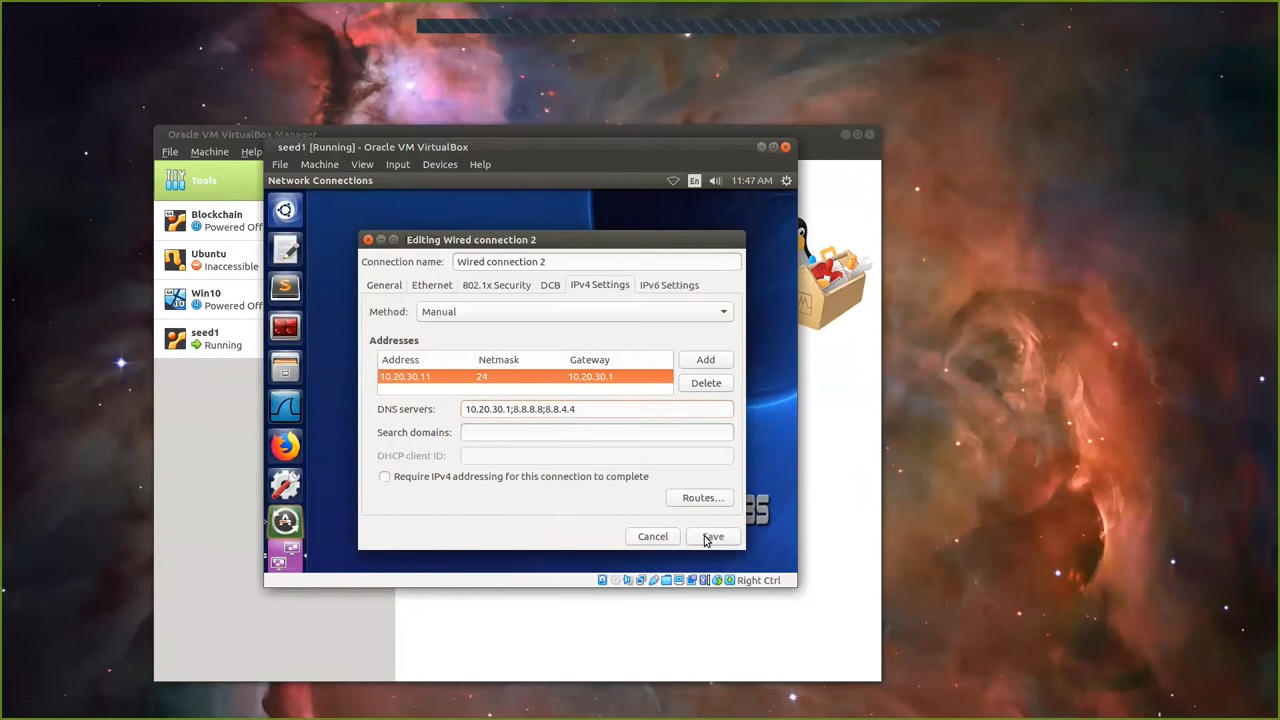 Oracle VM VirtualBox Manager
File Machine Help
Tools
Blockchain
Powered Off
Ubuntu
Inaccessible
Win10
Powered Off
seed1
Running
seed1 [Running] - Oracle VM VirtualBox
File Machine View Input Devices Help
Network Connections En 11:47 AM
Editing Wired connection 2
Connection name: Wired connection 2
General Ethernet 802.1x Security DCB IPv4 Settings IPv6 Settings
Method: Manual
Addresses
Address Netmask Gateway Add
10.20.30.11 24 10.20.30.1
Delete
DNS servers: 10.20.30.1;8.8.8.8;8.8.4.4
Search domains:
DHCP client ID:
Require IPv4 addressing for this connection to complete
Routes...
Cancel Save
Right Ctrl